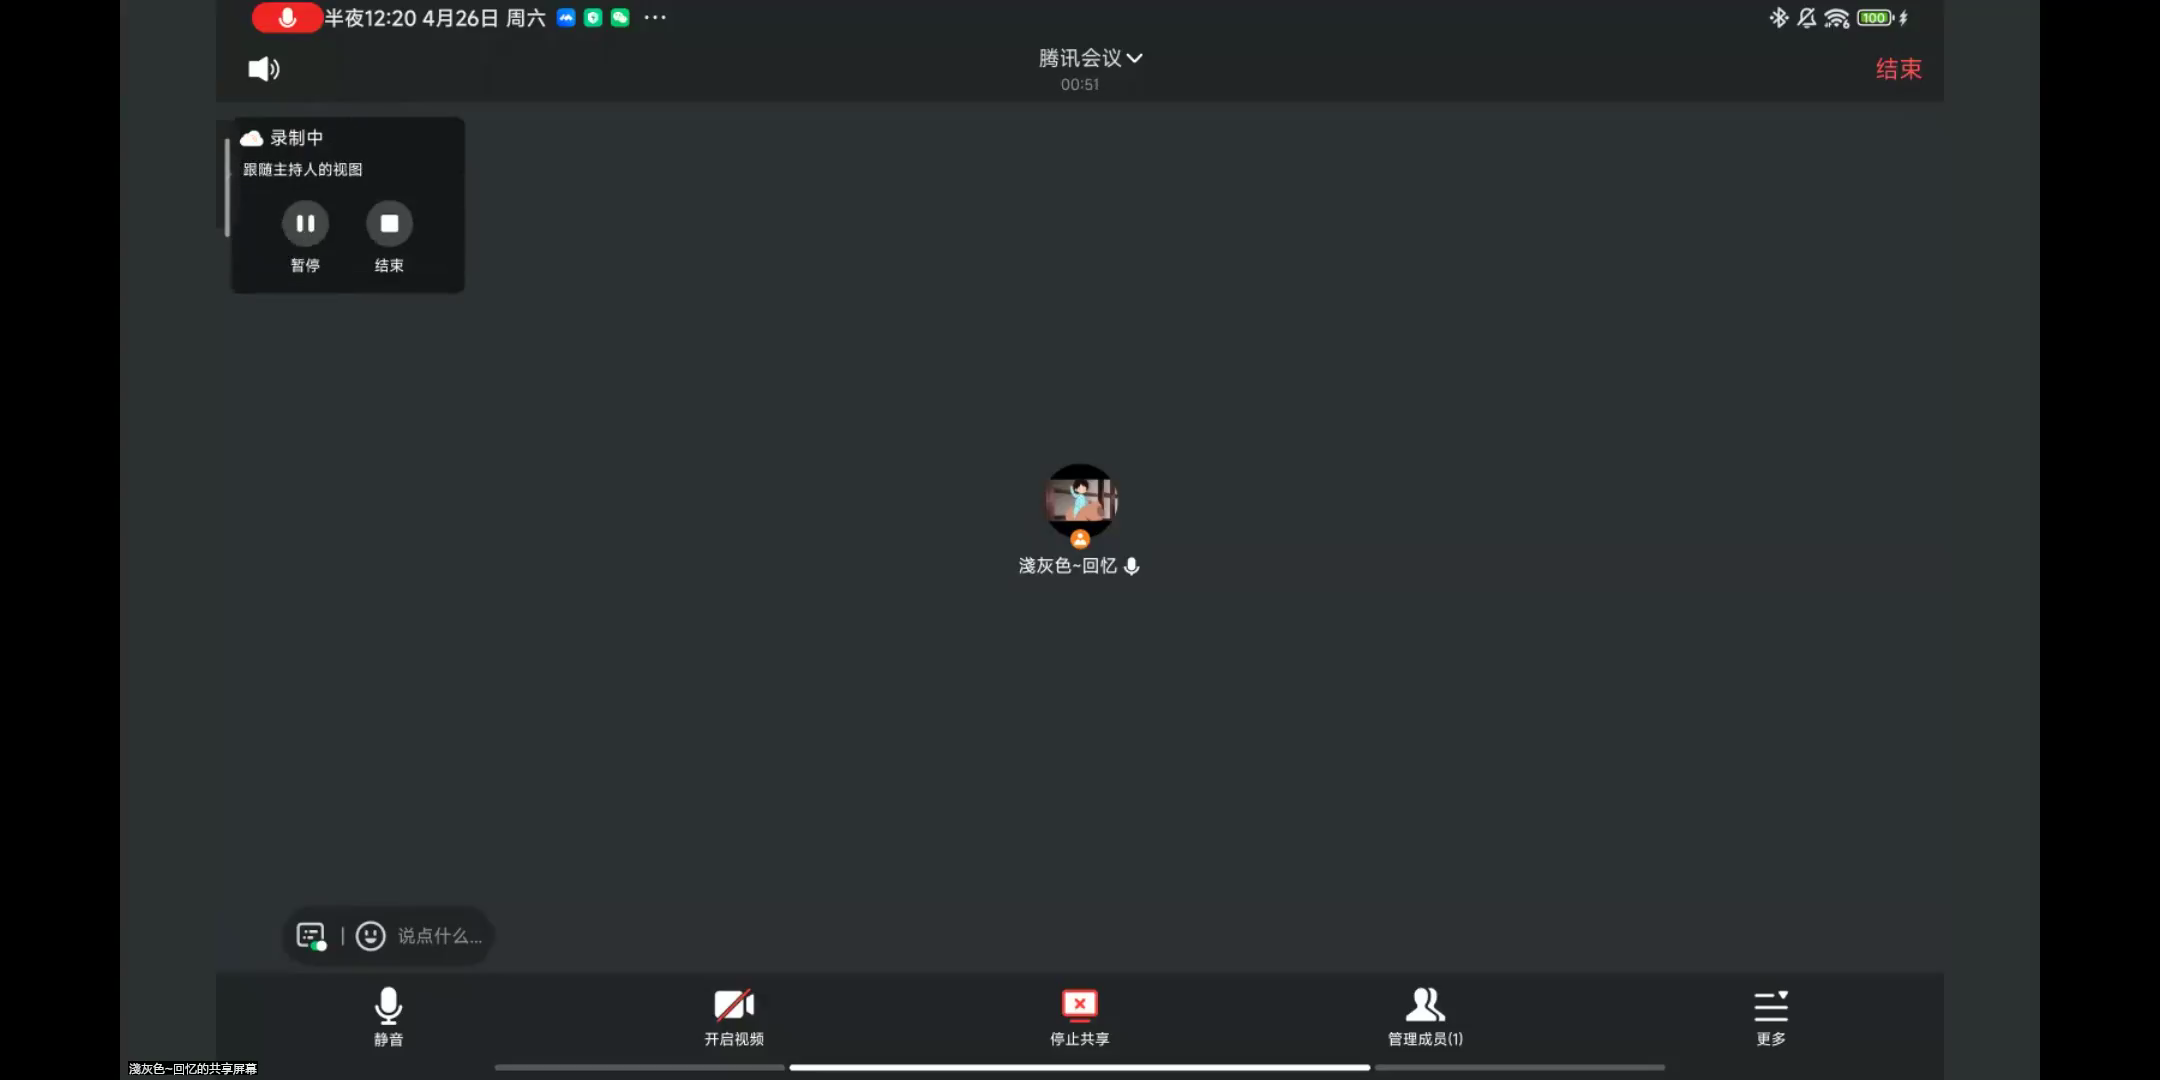 半夜12:20 4月26日 周六 ··· 100
腾讯会议
00:51
结束
录制中
跟随主持人的视图
暂停 结束
淺灰色~回忆
说点什么...
静音 开启视频 停止共享 管理成员(1) 更多
淺灰色~回忆的共享屏幕